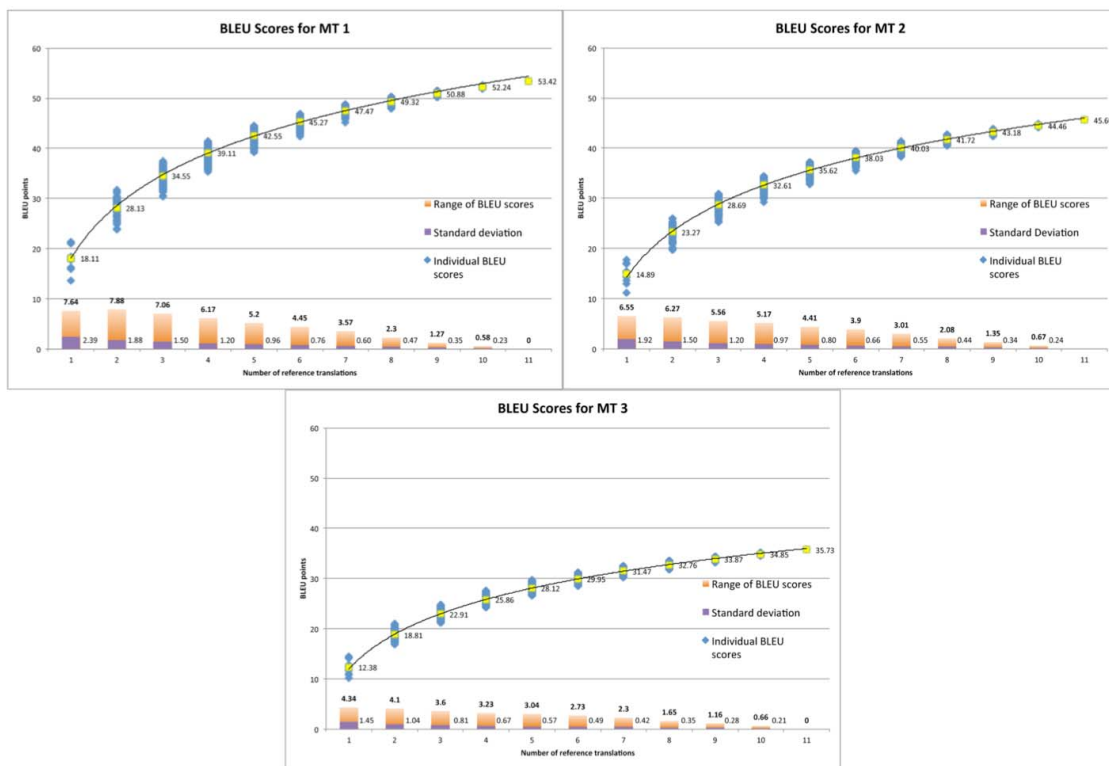 BLEU Scores for MT 1
60
50
40
30
20
10
0
BLEU points
18.11
28.13
34.55
39.11
42.55
45.27
47.47
49.32
50.88
52.24
53.42
Range of BLEU scores
Standard deviation
Individual BLEU
scores
7.64 7.88 7.06 6.17 5.2 4.45 3.57 2.3 1.27 0.58 0
2.39 1.88 1.50 1.20 0.96 0.76 0.60 0.47 0.35 0.23
1 2 3 4 5 6 7 8 9 10 11
Number of reference translations
BLEU Scores for MT 2
60
50
40
30
20
10
0
BLEU points
14.89
23.27
28.69
32.61
35.62
38.03
40.03
41.72
43.18
44.46
45.6
Range of BLEU scores
Standard Deviation
Individual BLEU
scores
6.55 6.27 5.56 5.17 4.41 3.9 3.01 2.08 1.35 0.67
1.92 1.50 1.20 0.97 0.80 0.66 0.55 0.44 0.34 0.24
1 2 3 4 5 6 7 8 9 10 11
Number of reference translations
BLEU Scores for MT 3
60
50
40
30
20
10
0
BLEU points
12.38
18.81
22.91
25.86
28.12
29.95
31.47
32.76
33.87
34.85
35.73
Range of BLEU scores
Standard deviation
Individual BLEU
scores
4.34 4.1 3.6 3.23 3.04 2.73 2.3 1.65 1.16 0.66 0
1.45 1.04 0.81 0.67 0.57 0.49 0.42 0.35 0.28 0.21
1 2 3 4 5 6 7 8 9 10 11
Number of reference translations